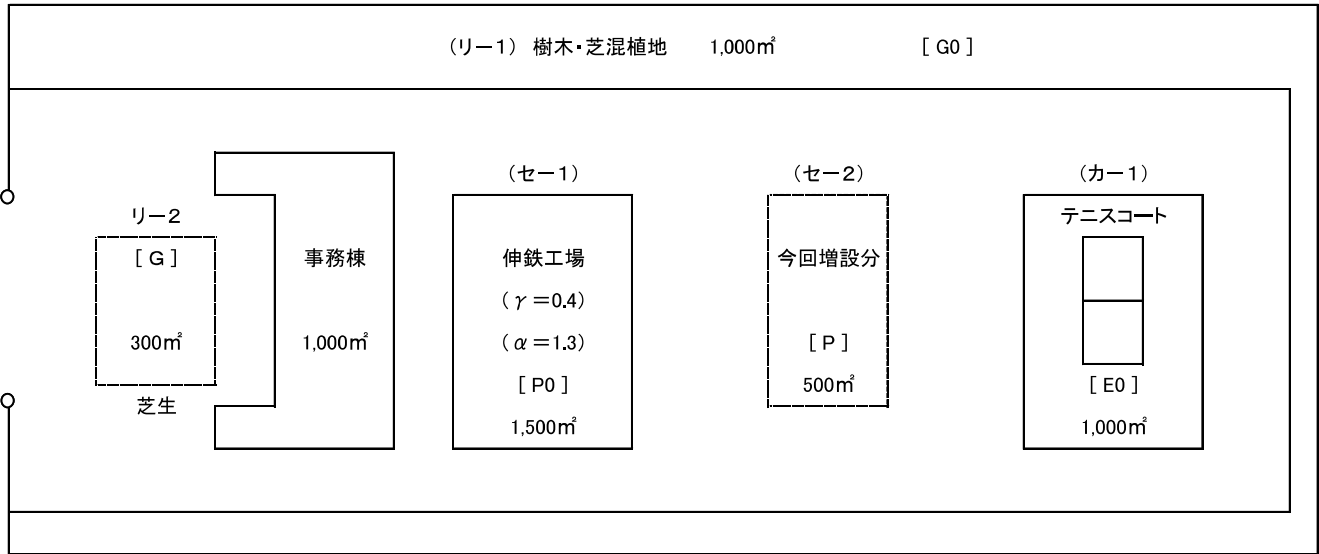 (リー1) 樹木・芝混植地 1,000㎡ [ G0 ]
リー2
[ G ]
300㎡
芝生
事務棟
1,000㎡
(セー1)
伸鉄工場
(γ=0.4)
(α=1.3)
[ P0 ]
1,500㎡
(セー2)
今回増設分
[ P ]
500㎡
(カー1)
テニスコート
[ E0 ]
1,000㎡